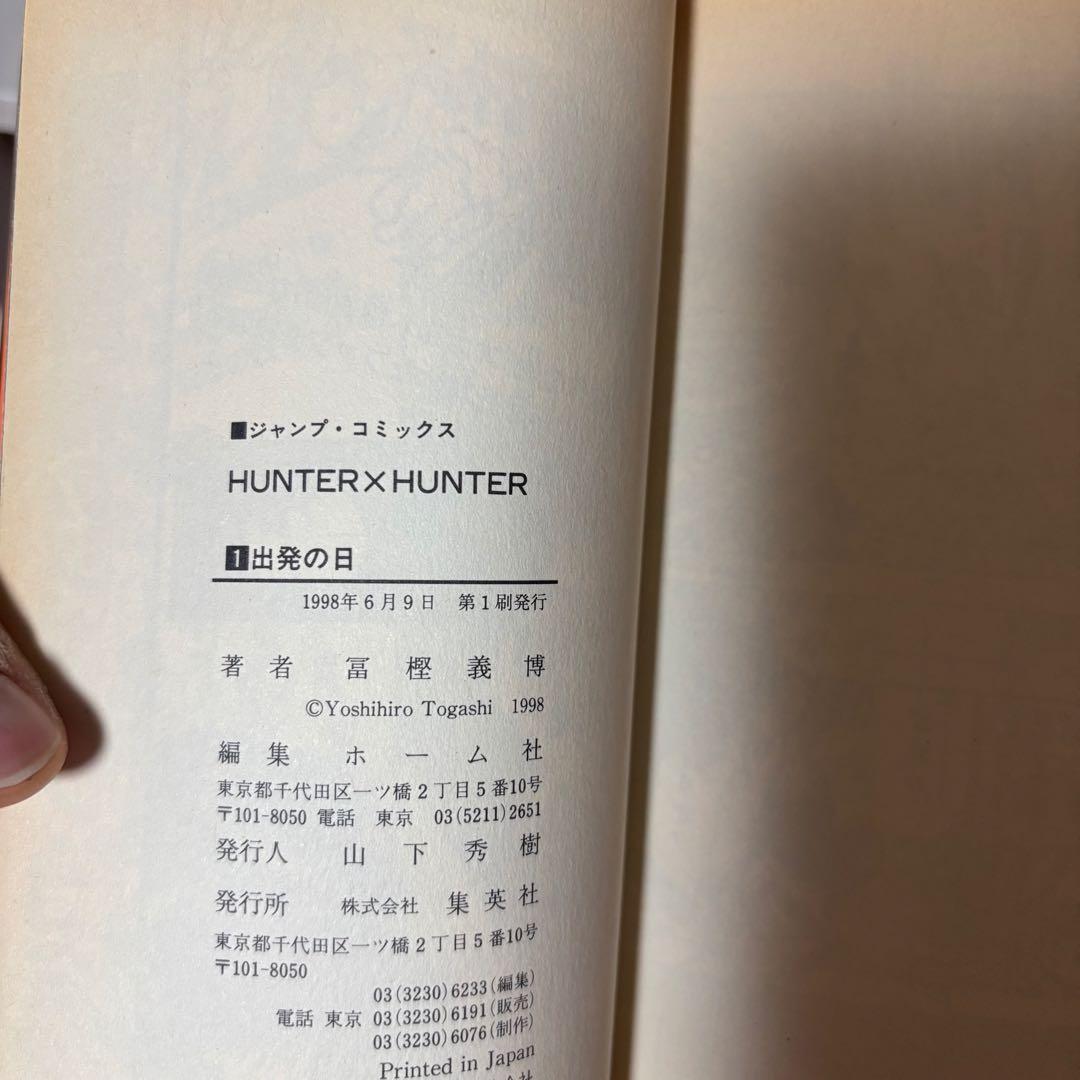 ■ジャンプ・コミックス
HUNTER×HUNTER
1出発の日
1998年6月9日 第1刷発行
著者 冨樫義博
©Yoshihiro Togashi 1998
編集 ホーム社
東京都千代田区一ツ橋2丁目5番10号
〒101-8050 電話 東京 03(5211)2651
発行人 山下秀樹
発行所 株式会社 集英社
東京都千代田区一ツ橋2丁目5番10号
〒101-8050
03(3230)6233(編集)
電話 東京 03(3230)6191(販売)
03(3230)6076(制作)
Printed in Japan